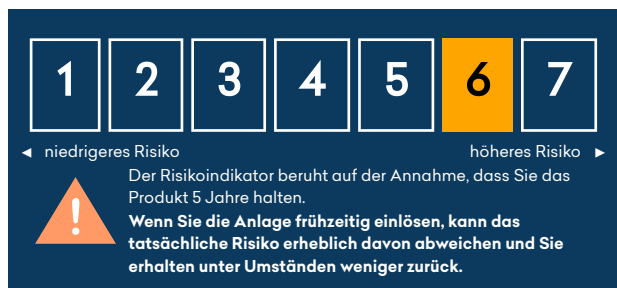 1 2 3 4 5 6 7
◄ niedrigeres Risiko höheres Risiko ►
Der Risikoindikator beruht auf der Annahme, dass Sie das
Produkt 5 Jahre halten.
Wenn Sie die Anlage frühzeitig einlösen, kann das
tatsächliche Risiko erheblich davon abweichen und Sie
erhalten unter Umständen weniger zurück.